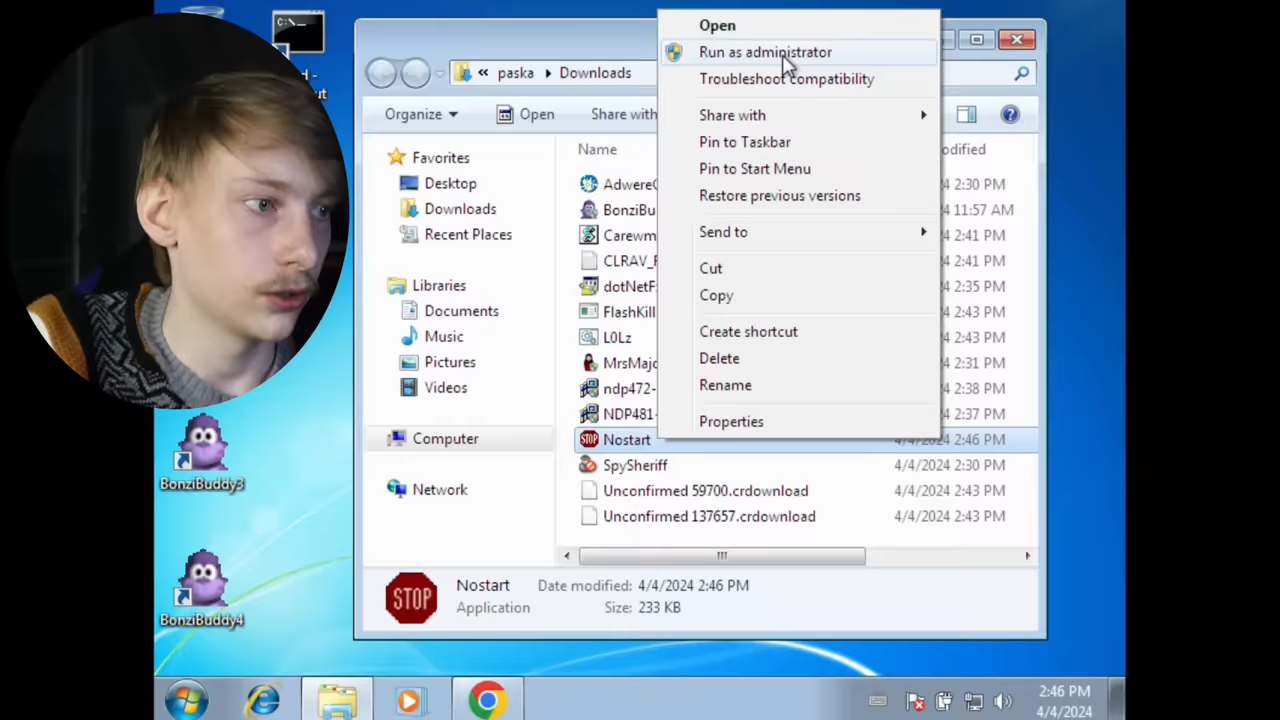 Open
Run as administrator
Troubleshoot compatibility
Share with
Pin to Taskbar
Pin to Start Menu
Restore previous versions
Send to
Cut
Copy
Create shortcut
Delete
Rename
Properties
« paska Downloads
Organize Open Share with
Favorites
Desktop
Downloads
Recent Places
Libraries
Documents
Music
Pictures
Videos
Computer
Network
Name
odified
AdwereC
4 2:30 PM
BonziBu
4 11:57 AM
Carewm
4 2:41 PM
CLRAV_
4 2:41 PM
dotNetF
4 2:35 PM
FlashKill
4 2:43 PM
L0Lz
4 2:43 PM
MrsMajo
4 2:31 PM
ndp472-
4 2:38 PM
NDP481-
4 2:37 PM
STOP Nostart 4/4/2024 2:46 PM
SpySheriff 4/4/2024 2:30 PM
Unconfirmed 59700.crdownload 4/4/2024 2:43 PM
Unconfirmed 137657.crdownload 4/4/2024 2:43 PM
STOP
Nostart Date modified: 4/4/2024 2:46 PM
Application Size: 233 KB
BonziBuddy3
BonziBuddy4
2:46 PM
4/4/2024